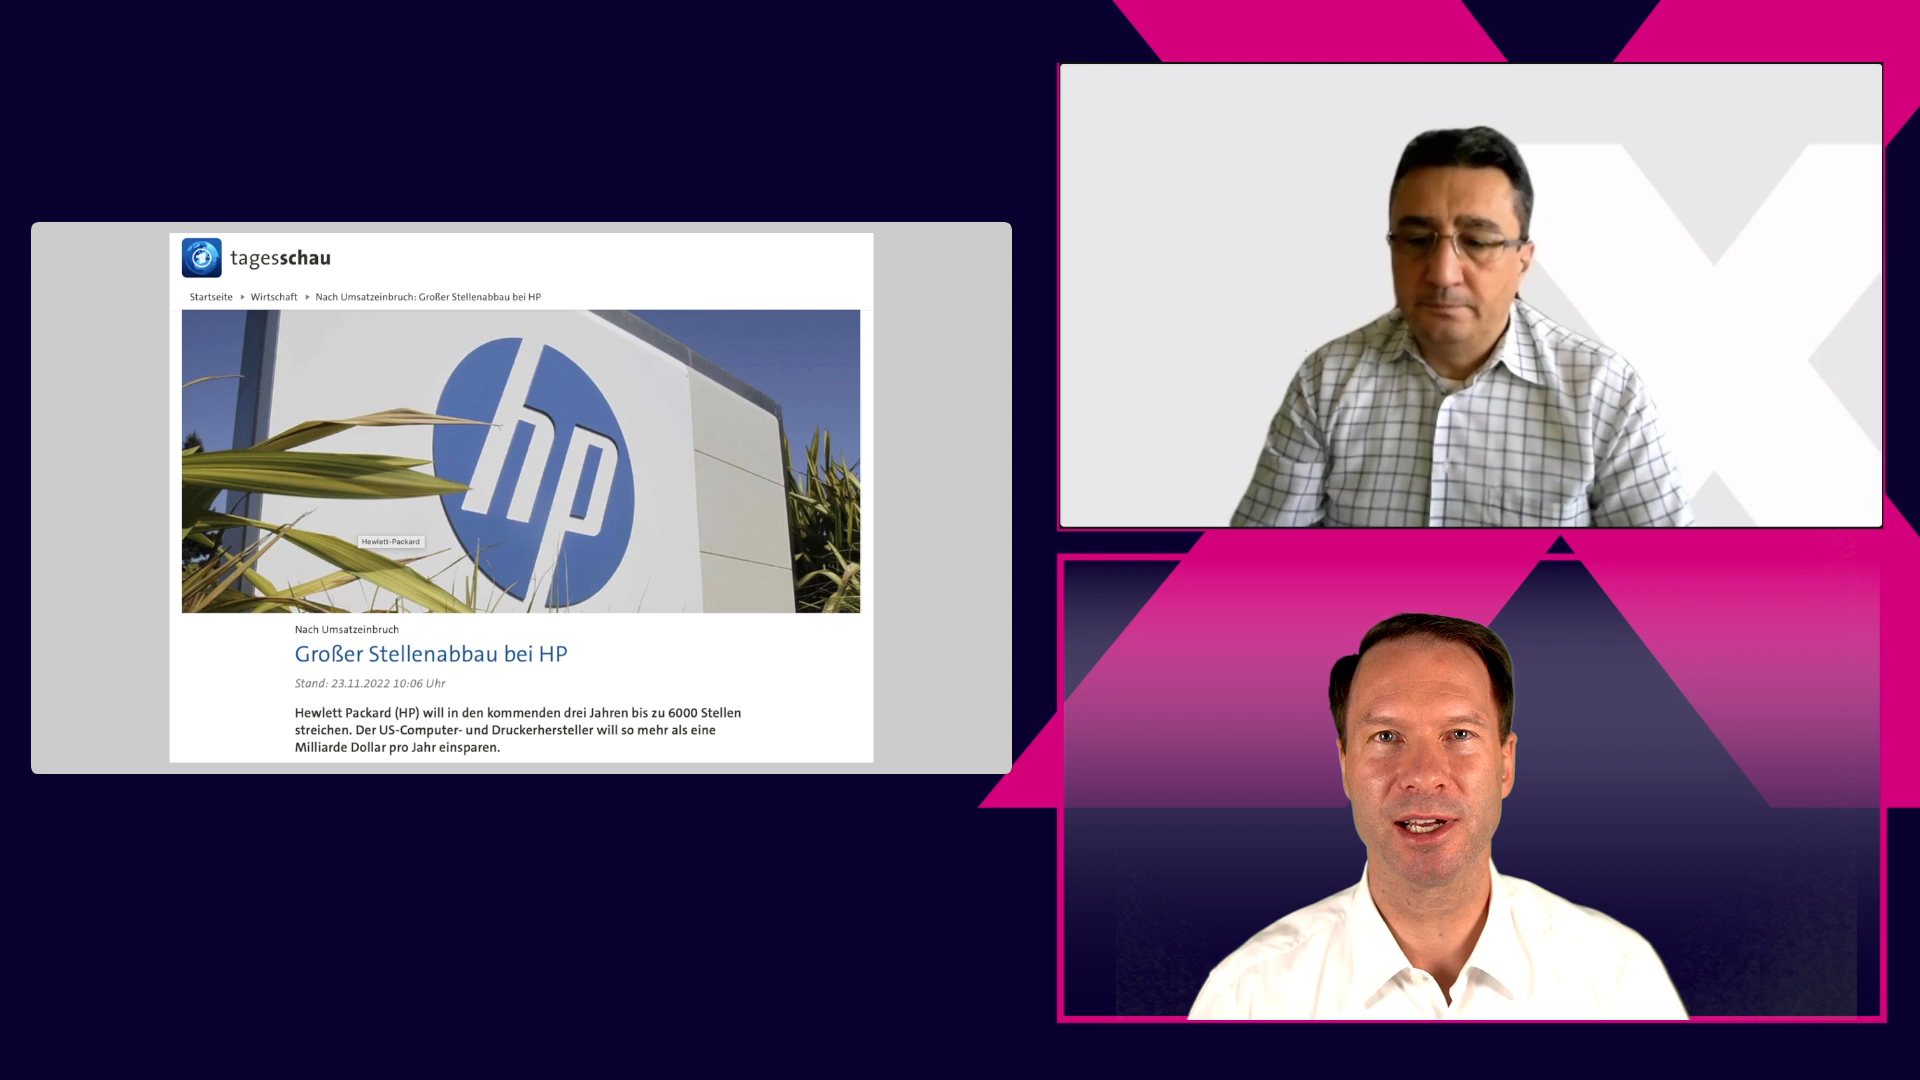 tagesschau
Startseite ▸ Wirtschaft ▸ Nach Umsatzeinbruch: Großer Stellenabbau bei HP
hp
Hewlett-Packard
Nach Umsatzeinbruch
Großer Stellenabbau bei HP
Stand: 23.11.2022 10:06 Uhr
Hewlett Packard (HP) will in den kommenden drei Jahren bis zu 6000 Stellen
streichen. Der US-Computer- und Druckerhersteller will so mehr als eine
Milliarde Dollar pro Jahr einsparen.